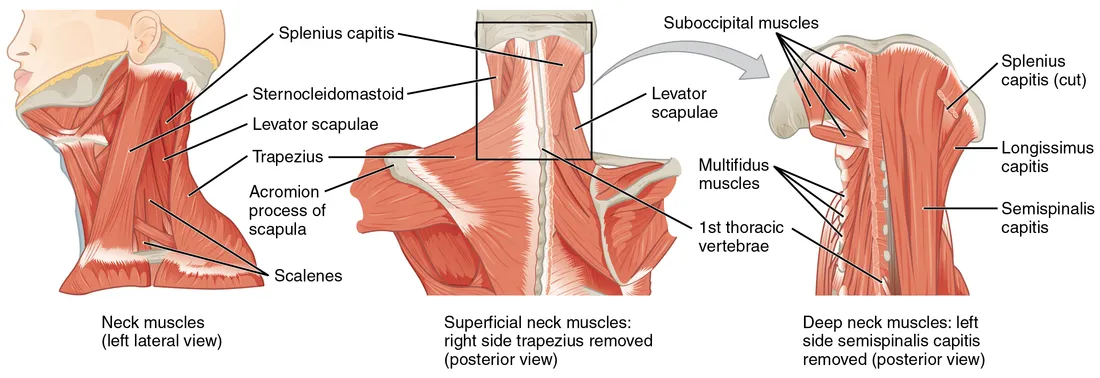 Splenius capitis
Sternocleidomastoid
Levator scapulae
Trapezius
Acromion
process of
scapula
Scalenes
Neck muscles
(left lateral view)
Levator
scapulae
1st thoracic
vertebrae
Superficial neck muscles:
right side trapezius removed
(posterior view)
Suboccipital muscles
Multifidus
muscles
Splenius
capitis (cut)
Longissimus
capitis
Semispinalis
capitis
Deep neck muscles: left
side semispinalis capitis
removed (posterior view)